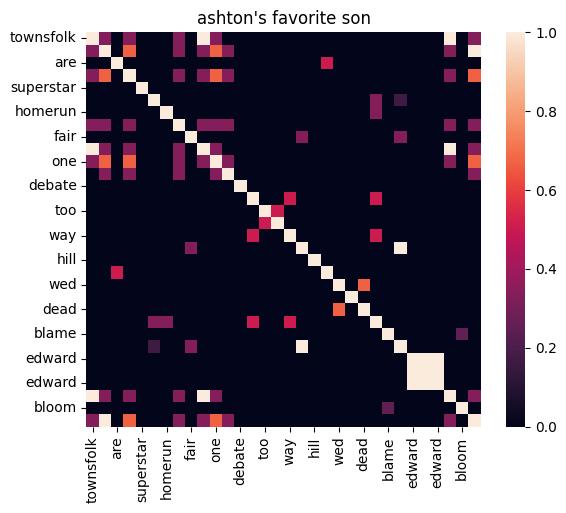 ashton's favorite son
townsfolk
are
superstar
homerun
fair
one
debate
too
way
hill
wed
dead
blame
edward
edward
bloom
townsfolk
are
superstar
homerun
fair
one
debate
too
way
hill
wed
dead
blame
edward
edward
bloom
1.0
0.8
0.6
0.4
0.2
0.0